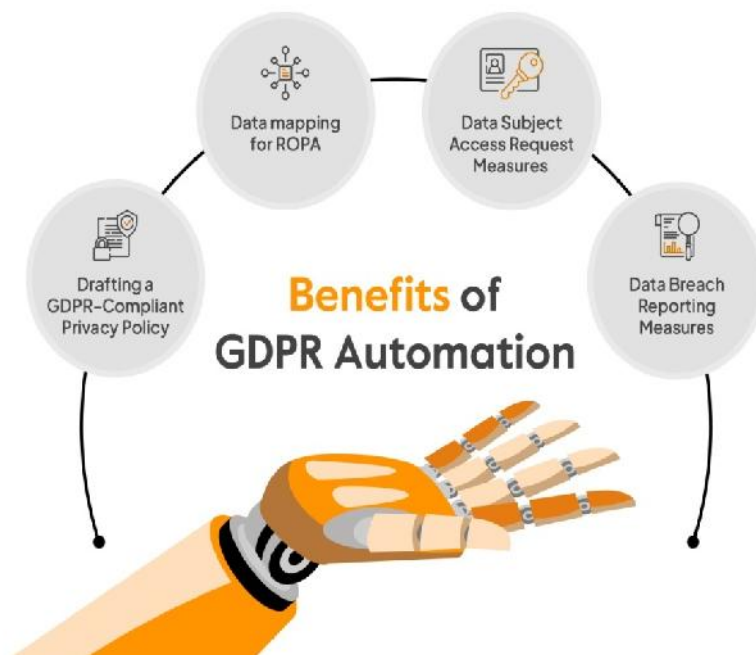 Data mapping
for ROPA
Data Subject
Access Request
Measures
Drafting a
GDPR-Compliant
Privacy Policy
Data Breach
Reporting
Measures
Benefits of
GDPR Automation